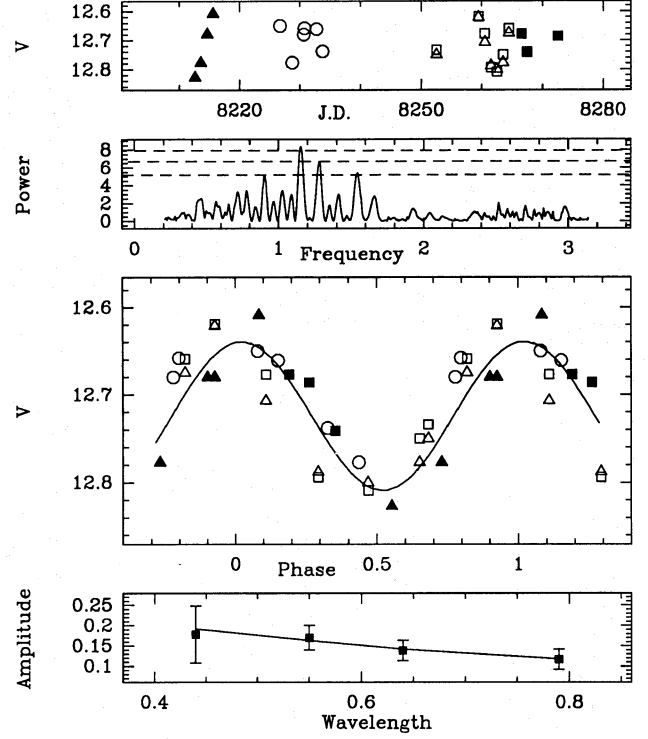 12.6
12.7
12.8
V
8220 J.D. 8250 8280
8
6
4
2
0
Power
0 1 Frequency 2 3
12.6
12.7
12.8
V
0 Phase 0.5 1
0.25
0.2
0.15
0.1
Amplitude
0.4 0.6 0.8
Wavelength